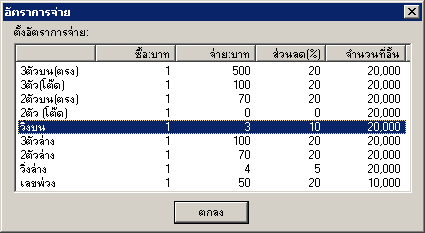 อัตราการจ่าย
ตั้งอัตราการจ่าย:
ซื้อ:บาท จ่าย:บาท ส่วนลด(%) จำนวนที่อั้น
3ตัวบน(ตรง) 1 500 20 20,000
3ตัว(โต๊ด) 1 100 20 20,000
2ตัวบน(ตรง) 1 70 20 20,000
2ตัว (โต๊ด) 1 0 0 20,000
วิ่งบน 1 3 10 20,000
3ตัวล่าง 1 100 20 20,000
2ตัวล่าง 1 70 20 20,000
วิ่งล่าง 1 4 5 20,000
เลขพ่วง 1 50 20 10,000
ตกลง